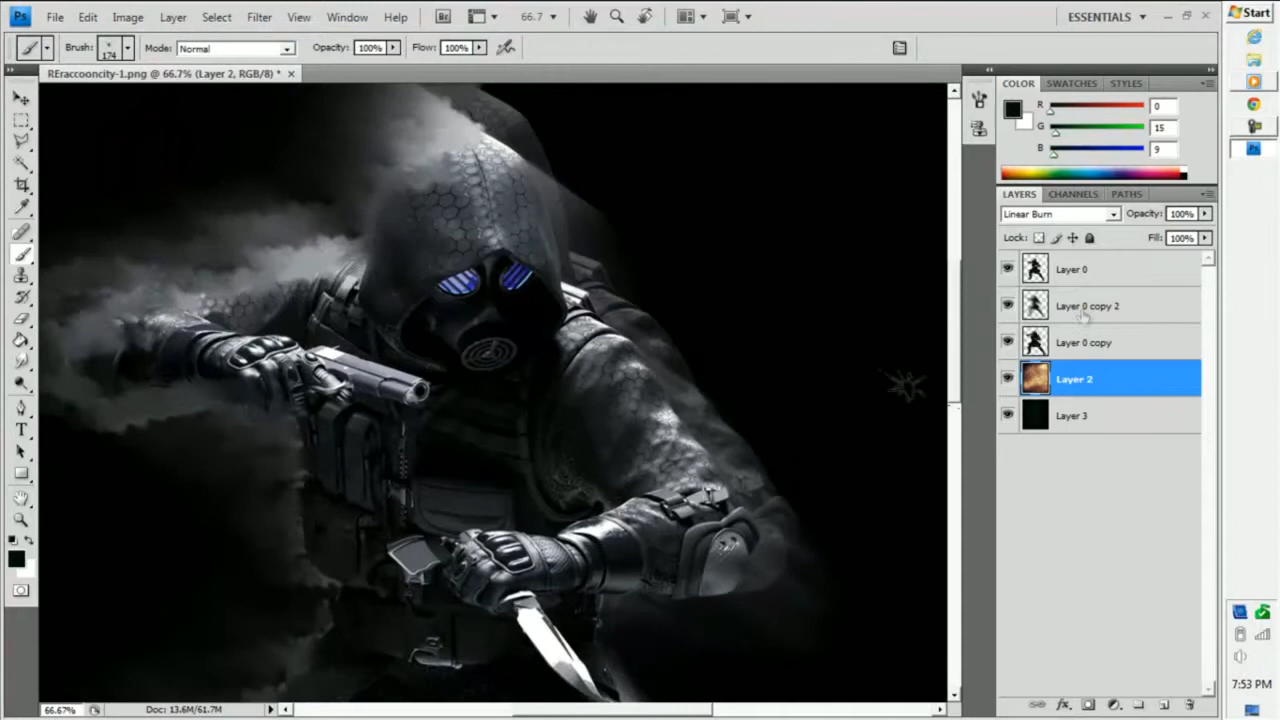 Ps File Edit Image Layer Select Filter View Window Help Br 66.7 ESSENTIALS Start
Brush: 174 Mode: Normal Opacity: 100% Flow: 100%
REraccooncity-1.png @ 66.7% (Layer 2, RGB/8) *
COLOR SWATCHES STYLES
R 0
G 15
B 9
LAYERS CHANNELS PATHS
Linear Burn Opacity: 100%
Lock: Fill: 100%
Layer 0
Layer 0 copy 2
Layer 0 copy
Layer 2
Layer 3
66.67% Doc: 13.6M/61.7M
7:53 PM